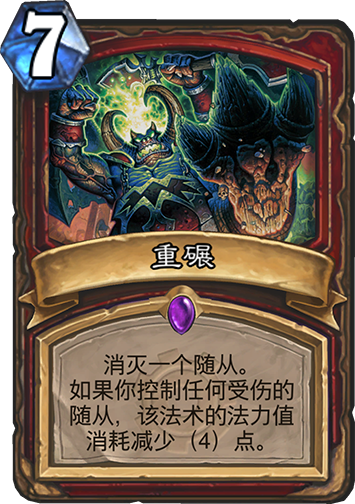 7
重碾
消灭一个随从。
如果你控制任何受伤的
随从，该法术的法力值
消耗减少（4）点。